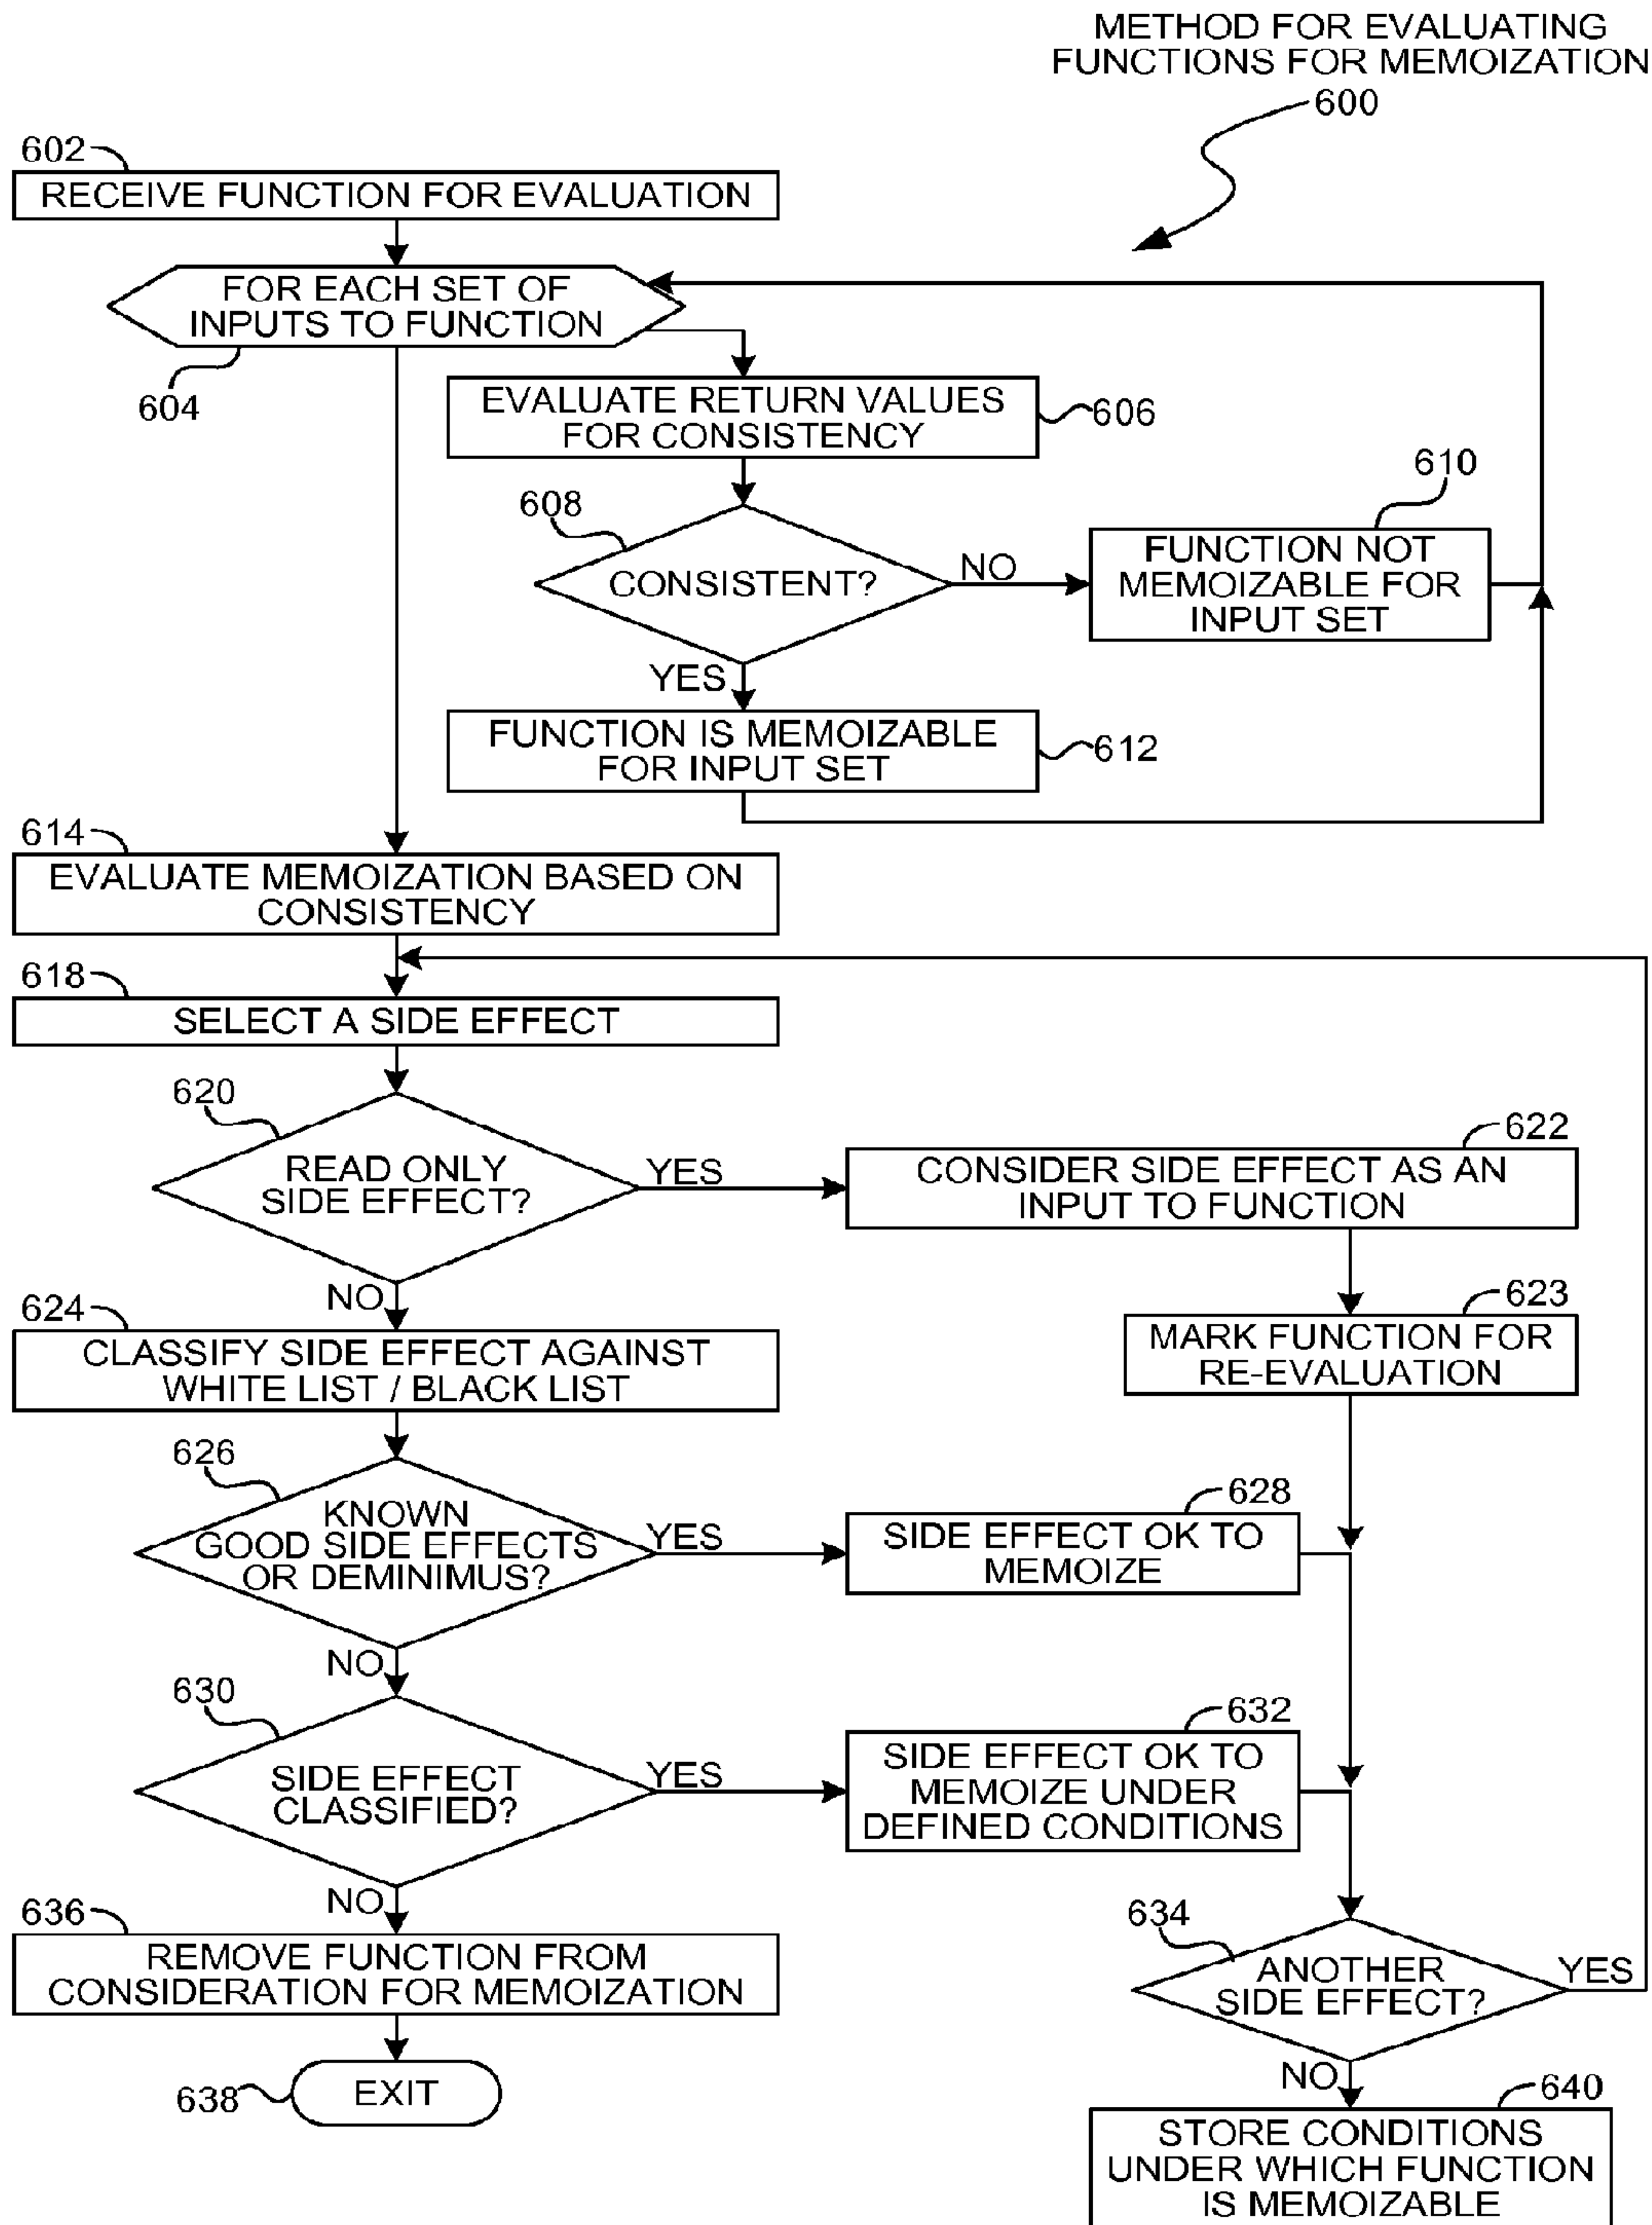 METHOD FOR EVALUATING
FUNCTIONS FOR MEMOIZATION
600
602
RECEIVE FUNCTION FOR EVALUATION
FOR EACH SET OF
INPUTS TO FUNCTION
604
EVALUATE RETURN VALUES
FOR CONSISTENCY
606
608
CONSISTENT?
NO
610
FUNCTION NOT
MEMOIZABLE FOR
INPUT SET
YES
FUNCTION IS MEMOIZABLE
FOR INPUT SET
612
614
EVALUATE MEMOIZATION BASED ON
CONSISTENCY
618
SELECT A SIDE EFFECT
620
READ ONLY
SIDE EFFECT?
YES
622
CONSIDER SIDE EFFECT AS AN
INPUT TO FUNCTION
NO
623
MARK FUNCTION FOR
RE-EVALUATION
624
CLASSIFY SIDE EFFECT AGAINST
WHITE LIST / BLACK LIST
626
KNOWN
GOOD SIDE EFFECTS
OR DEMINIMUS?
YES
628
SIDE EFFECT OK TO
MEMOIZE
NO
630
SIDE EFFECT
CLASSIFIED?
YES
632
SIDE EFFECT OK TO
MEMOIZE UNDER
DEFINED CONDITIONS
NO
634
ANOTHER
SIDE EFFECT?
YES
636
REMOVE FUNCTION FROM
CONSIDERATION FOR MEMOIZATION
638
EXIT
NO
640
STORE CONDITIONS
UNDER WHICH FUNCTION
IS MEMOIZABLE